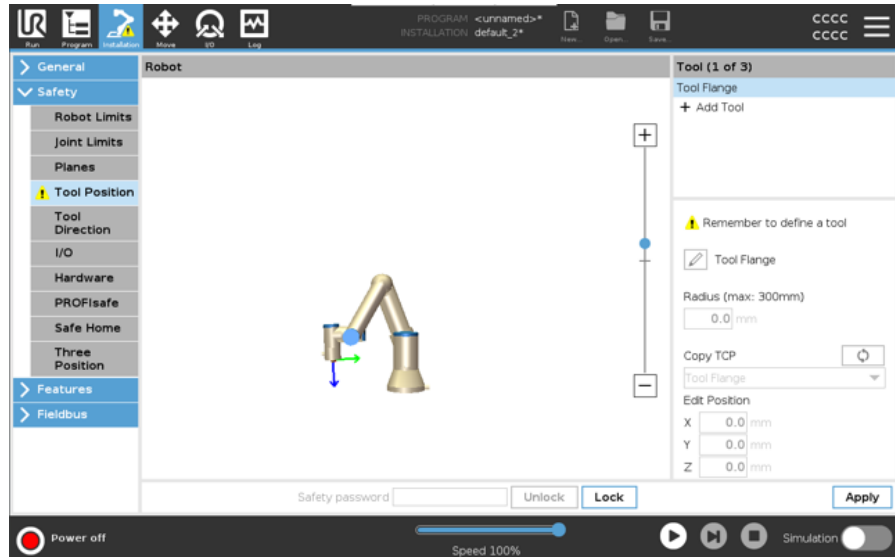 UR
Run
Program
Installation
Move
I/O
Log
PROGRAM <unnamed>*
INSTALLATION default_2*
New...
Open...
Save...
cccc
cccc
General
Safety
Robot Limits
Joint Limits
Planes
Tool Position
Tool
Direction
I/O
Hardware
PROFIsafe
Safe Home
Three
Position
Features
Fieldbus
Robot
Safety password
Unlock
Lock
Tool (1 of 3)
Tool Flange
+ Add Tool
Remember to define a tool
Tool Flange
Radius (max: 300mm)
0.0 mm
Copy TCP
Tool Flange
Edit Position
X 0.0 mm
Y 0.0 mm
Z 0.0 mm
Apply
Power off
Speed 100%
Simulation